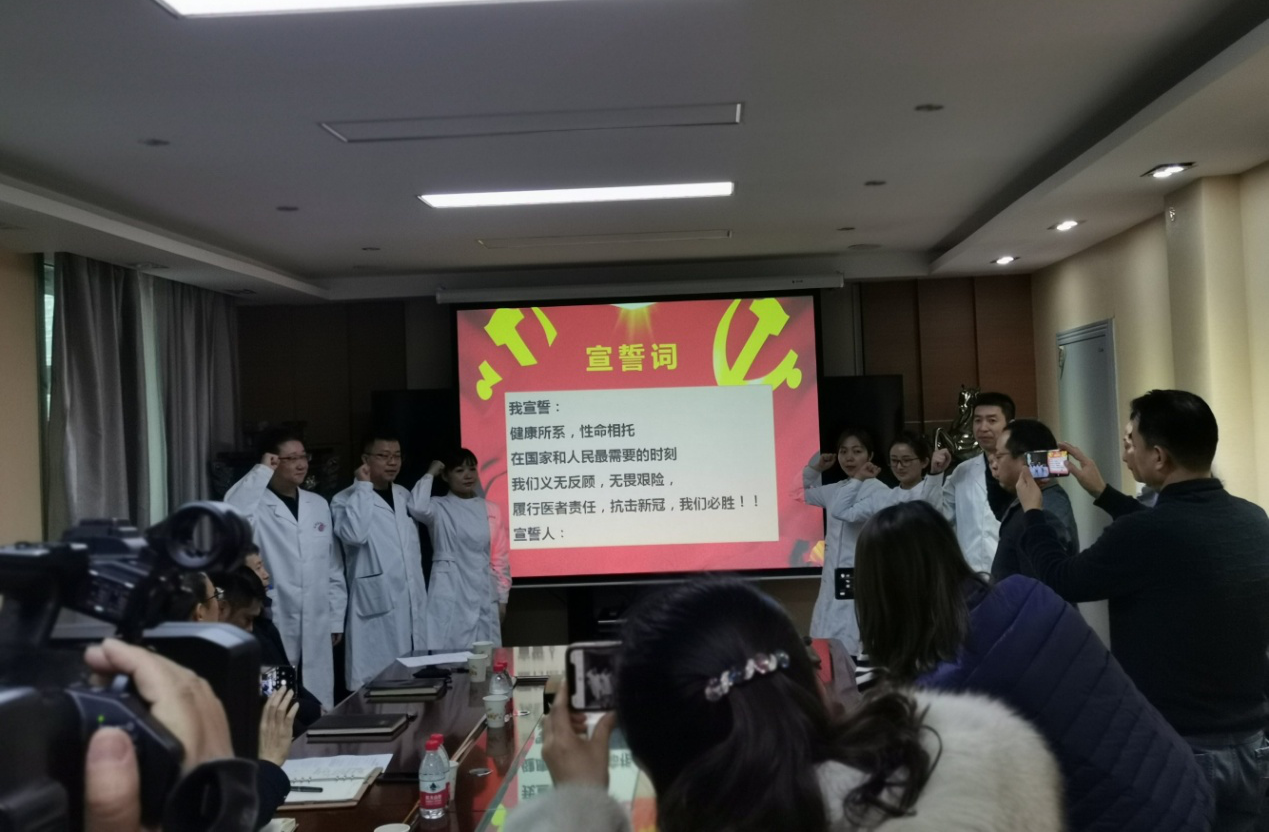 宣誓词
我宣誓：
健康所系，性命相托
在国家和人民最需要的时刻
我们义无反顾，无畏艰险，
履行医者责任，抗击新冠，我们必胜！！
宣誓人：